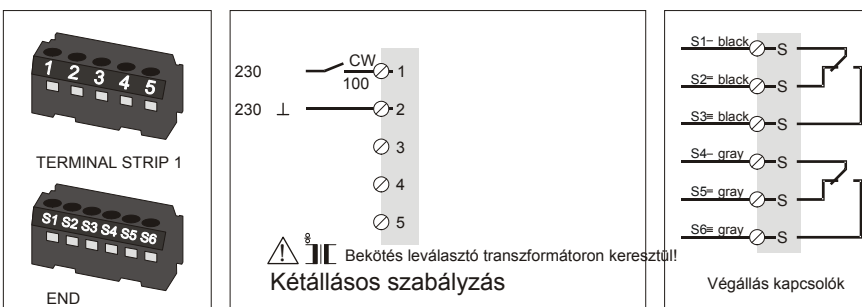 1 2 3 4 5
TERMINAL STRIP 1
S1 S2 S3 S4 S5 S6
END
230 CW 1
100
230 ⊥ 2
3
4
5
Bekötés leválasztó transzformátoron keresztül!
Kétállásos szabályzás
S1– black S
S2= black S
S3≡ black S
S4– gray S
S5= gray S
S6≡ gray S
Végállás kapcsolók